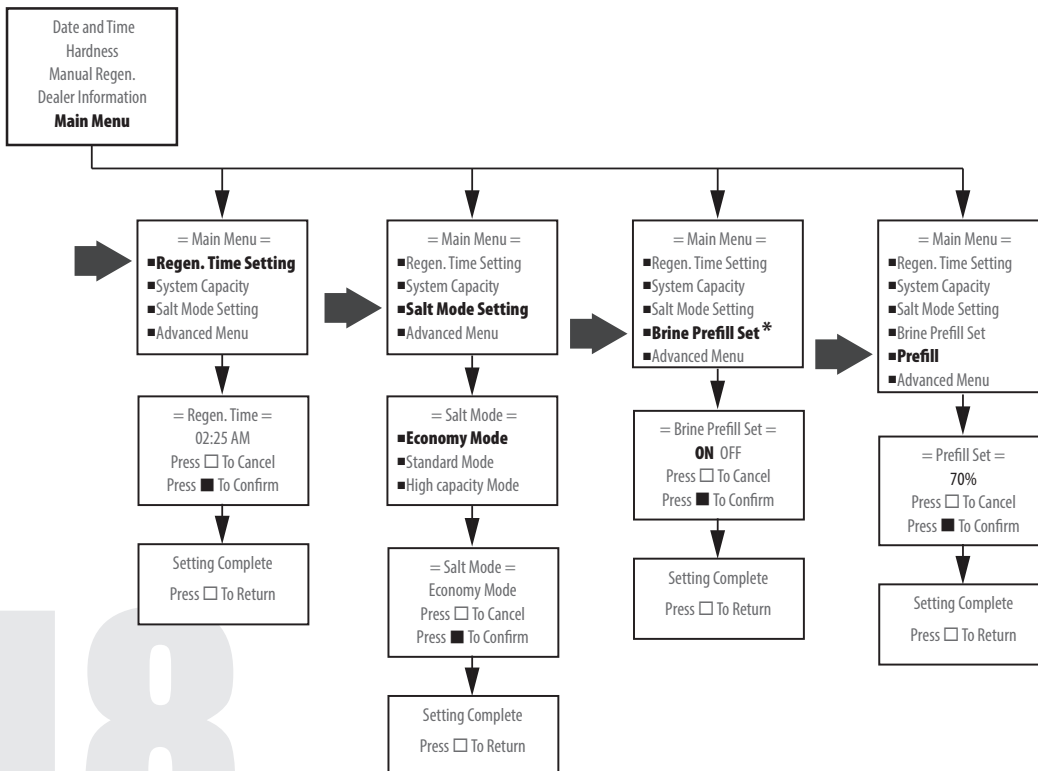 Date and Time
Hardness
Manual Regen.
Dealer Information
Main Menu
= Main Menu =
■Regen. Time Setting
■System Capacity
■Salt Mode Setting
■Advanced Menu
= Regen. Time =
02:25 AM
Press □ To Cancel
Press ■ To Confirm
Setting Complete
Press □ To Return
= Main Menu =
■Regen. Time Setting
■System Capacity
■Salt Mode Setting
■Advanced Menu
= Salt Mode =
■Economy Mode
■Standard Mode
■High capacity Mode
= Salt Mode =
Economy Mode
Press □ To Cancel
Press ■ To Confirm
Setting Complete
Press □ To Return
= Main Menu =
■Regen. Time Setting
■System Capacity
■Salt Mode Setting
■Brine Prefill Set *
■Advanced Menu
= Brine Prefill Set =
ON OFF
Press □ To Cancel
Press ■ To Confirm
Setting Complete
Press □ To Return
= Main Menu =
■Regen. Time Setting
■System Capacity
■Salt Mode Setting
■Brine Prefill Set
■Prefill
■Advanced Menu
= Prefill Set =
70%
Press □ To Cancel
Press ■ To Confirm
Setting Complete
Press □ To Return
18